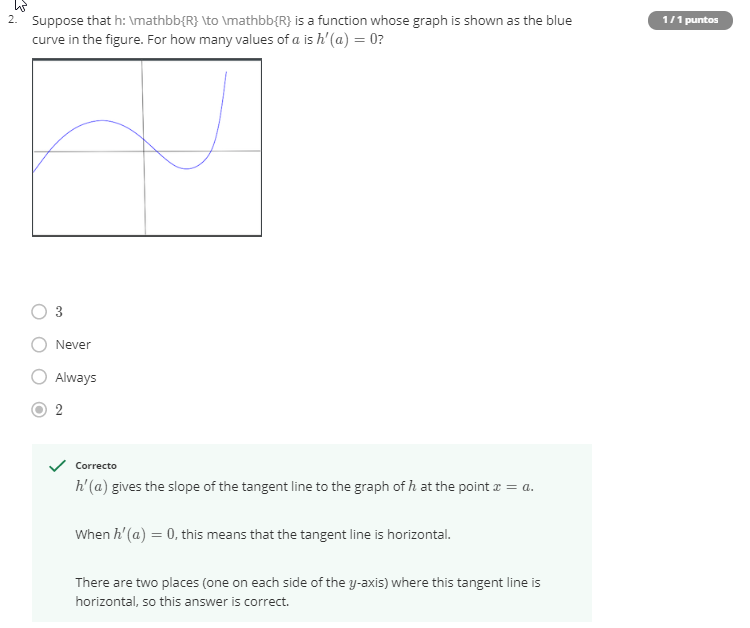 2. Suppose that h: \mathbb{R} \to \mathbb{R} is a function whose graph is shown as the blue
1 / 1 puntos
curve in the figure. For how many values of a is h′(a) = 0?
3
Never
Always
2
Correcto
h′(a) gives the slope of the tangent line to the graph of h at the point x = a.
When h′(a) = 0, this means that the tangent line is horizontal.
There are two places (one on each side of the y-axis) where this tangent line is
horizontal, so this answer is correct.